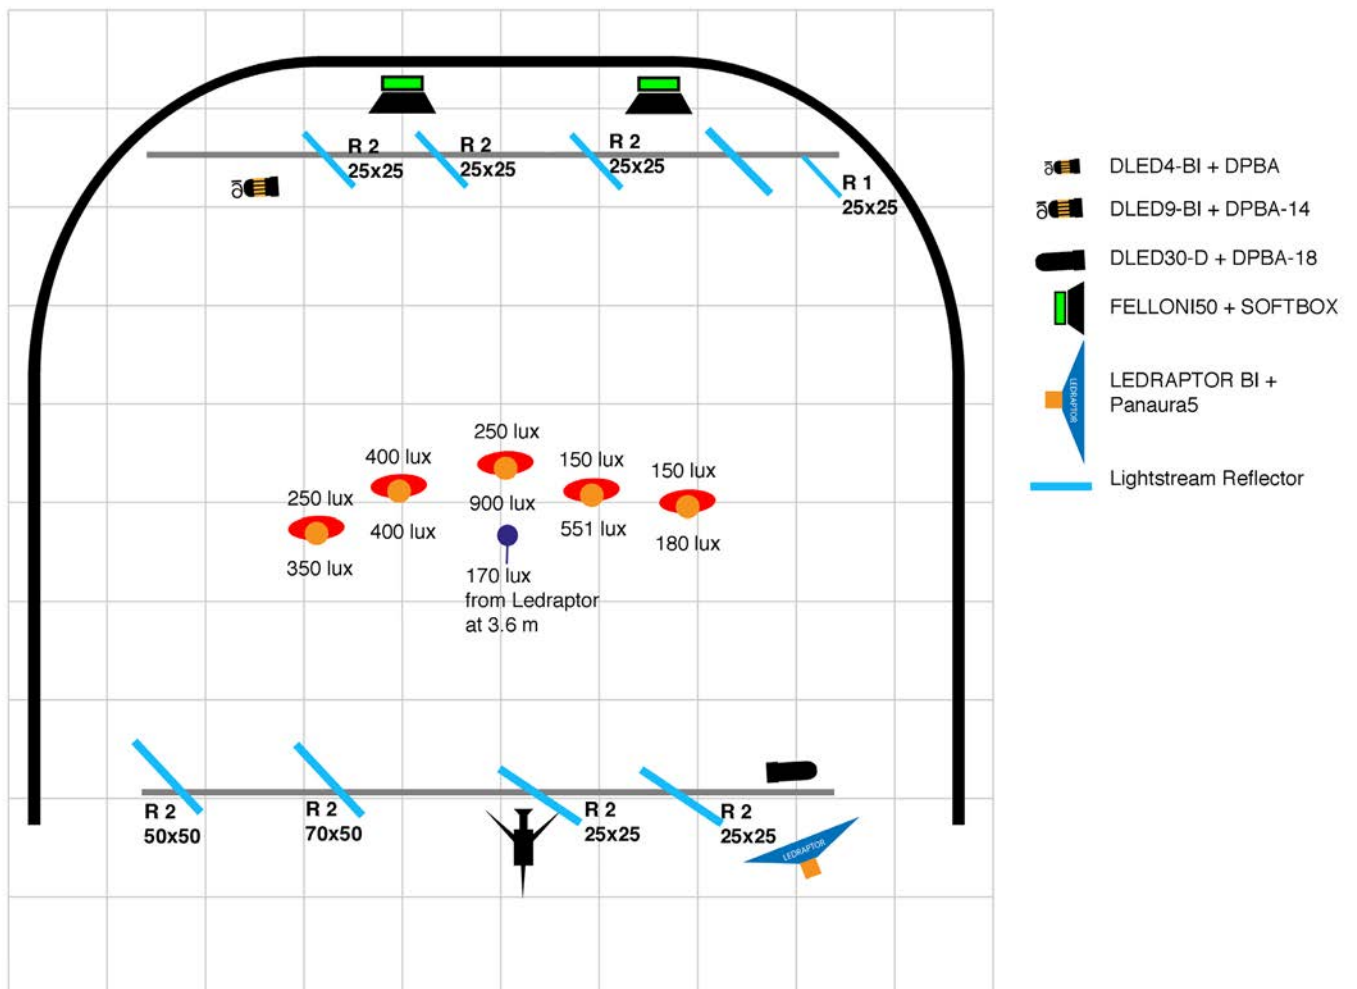 R 2
25x25
R 2
25x25
R 2
25x25
R 1
25x25
DLED4-BI + DPBA
DLED9-BI + DPBA-14
DLED30-D + DPBA-18
FELLONI50 + SOFTBOX
LEDRAPTOR
LEDRAPTOR BI +
Panaura5
Lightstream Reflector
250 lux
400 lux
250 lux
150 lux
150 lux
350 lux
400 lux
900 lux
551 lux
180 lux
170 lux
from Ledraptor
at 3.6 m
R 2
50x50
R 2
70x50
R 2
25x25
R 2
25x25
LEDRAPTOR